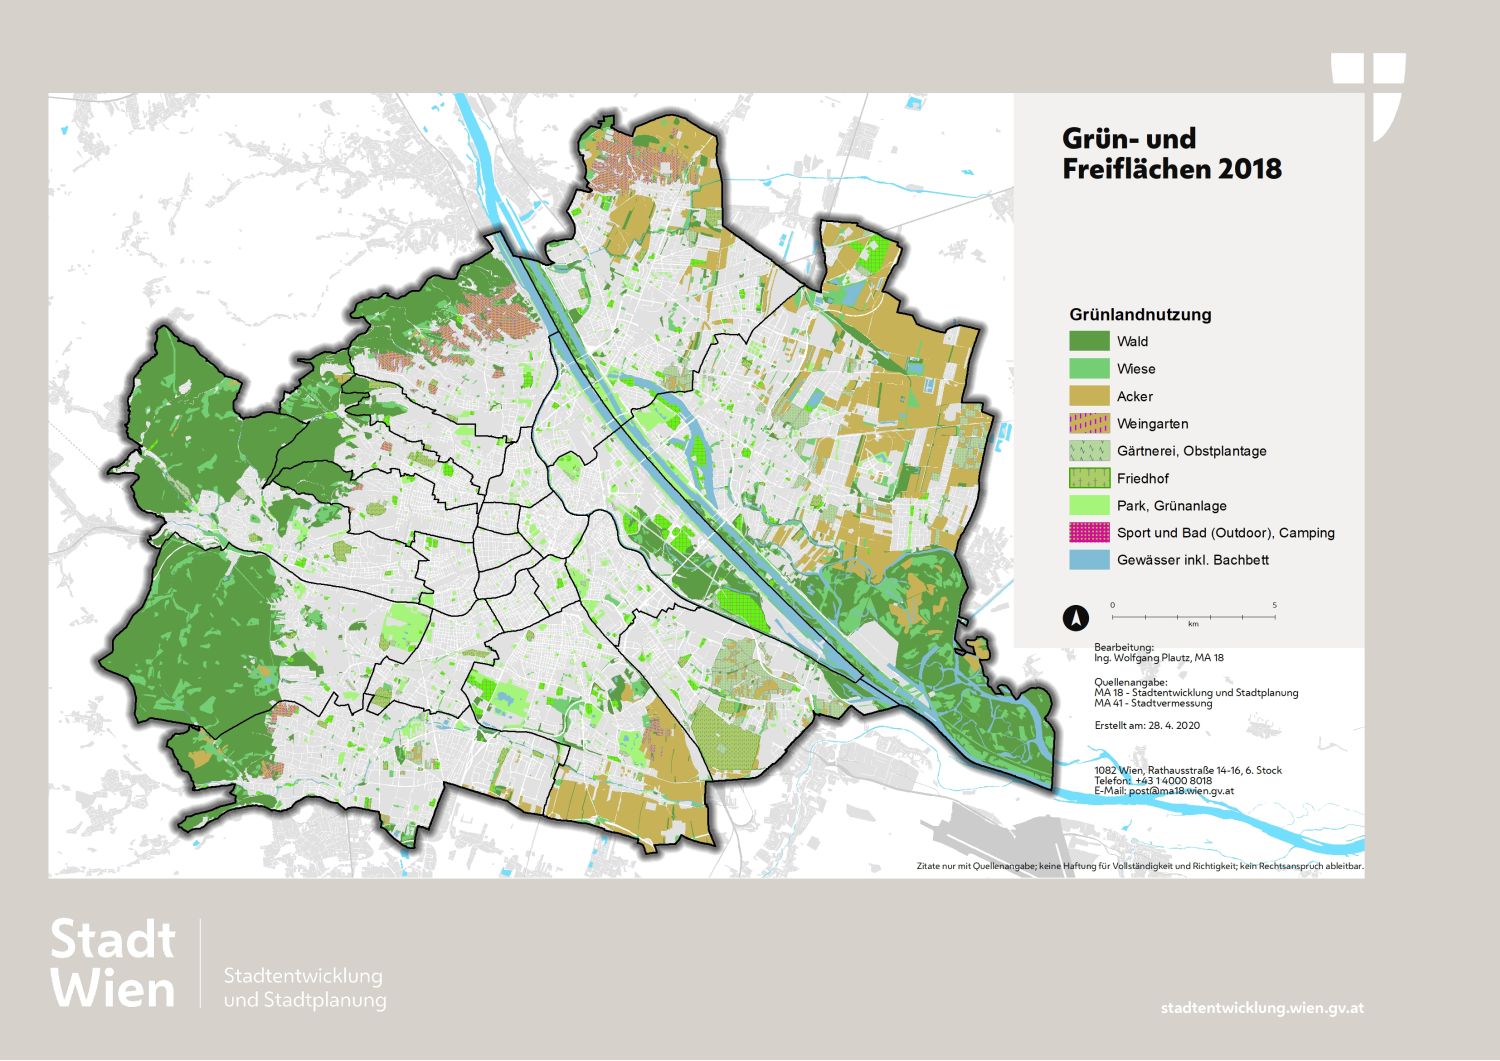 Grün- und
Freiflächen 2018
Grünlandnutzung
Wald
Wiese
Acker
Weingarten
Gärtnerei, Obstplantage
Friedhof
Park, Grünanlage
Sport und Bad (Outdoor), Camping
Gewässer inkl. Bachbett
0 5
km
Bearbeitung:
Ing. Wolfgang Plautz, MA 18
Quellenangabe:
MA 18 - Stadtentwicklung und Stadtplanung
MA 41 - Stadtvermessung
Erstellt am: 28. 4. 2020
1082 Wien, Rathausstraße 14-16, 6. Stock
Telefon: +43 1 4000 8018
E-Mail: post@ma18.wien.gv.at
Zitate nur mit Quellenangabe; keine Haftung für Vollständigkeit und Richtigkeit; kein Rechtsanspruch ableitbar.
Stadt
Wien
Stadtentwicklung
und Stadtplanung
stadtentwicklung.wien.gv.at